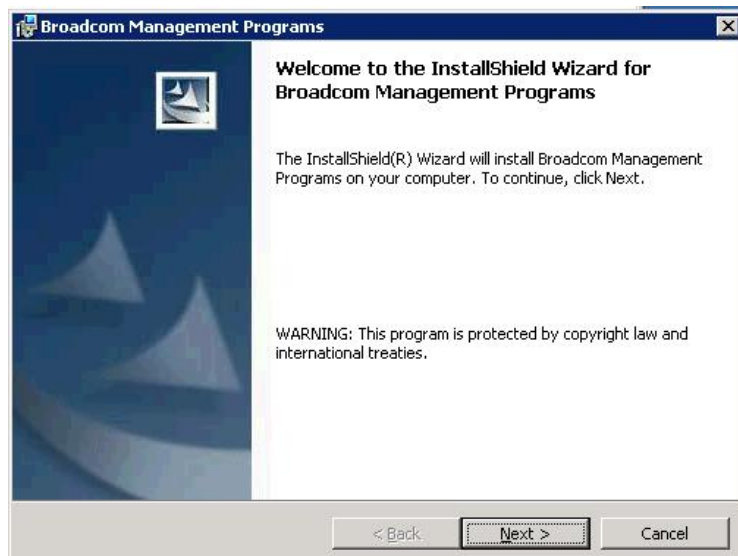 Broadcom Management Programs
Welcome to the InstallShield Wizard for
Broadcom Management Programs
The InstallShield(R) Wizard will install Broadcom Management
Programs on your computer. To continue, click Next.
WARNING: This program is protected by copyright law and
international treaties.
< Back
Next >
Cancel